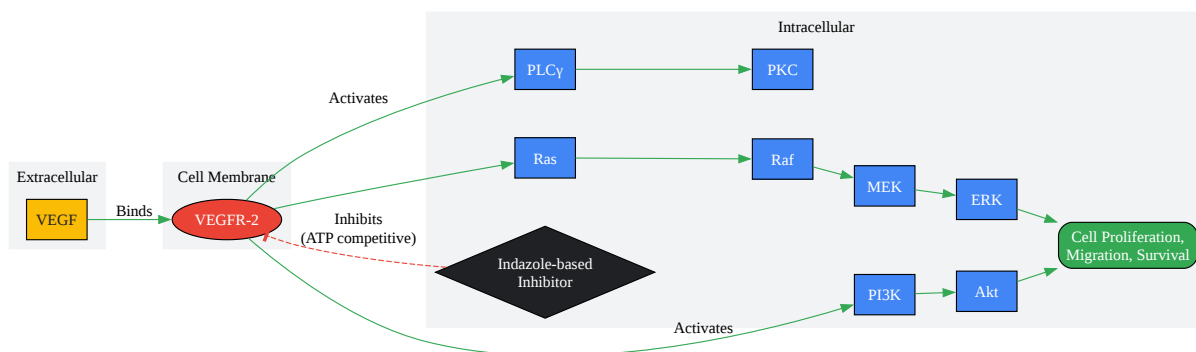 Intracellular
PLCγ
PKC
Activates
Ras
Raf
Extracellular
Cell Membrane
MEK
ERK
VEGF
Binds
VEGFR-2
Inhibits
(ATP competitive)
Cell Proliferation,
Migration, Survival
Indazole-based
Inhibitor
PI3K
Akt
Activates